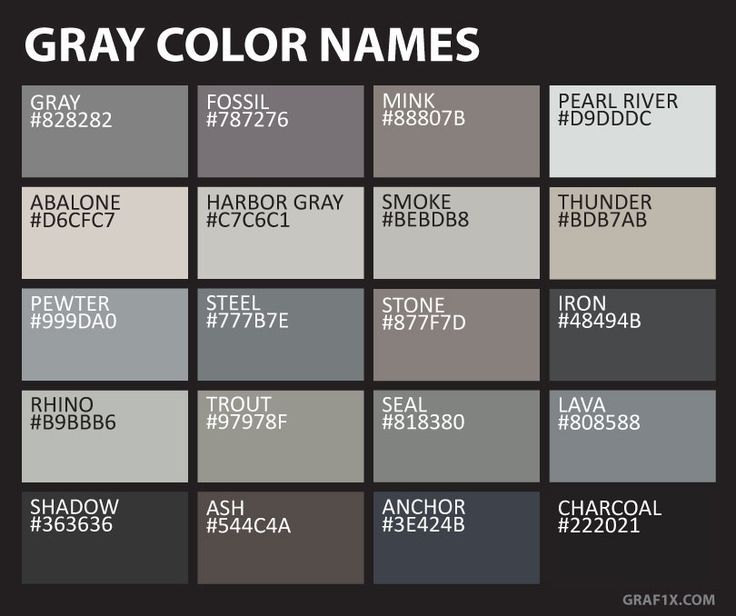 GRAY COLOR NAMES
GRAY
#828282
FOSSIL
#787276
MINK
#88807B
PEARL RIVER
#D9DDDC
ABALONE
#D6CFC7
HARBOR GRAY
#C7C6C1
SMOKE
#BEBDB8
THUNDER
#BDB7AB
PEWTER
#999DA0
STEEL
#777B7E
STONE
#877F7D
IRON
#48494B
RHINO
#B9BBB6
TROUT
#97978F
SEAL
#818380
LAVA
#808588
SHADOW
#363636
ASH
#544C4A
ANCHOR
#3E424B
CHARCOAL
#222021
GRAF1X.COM